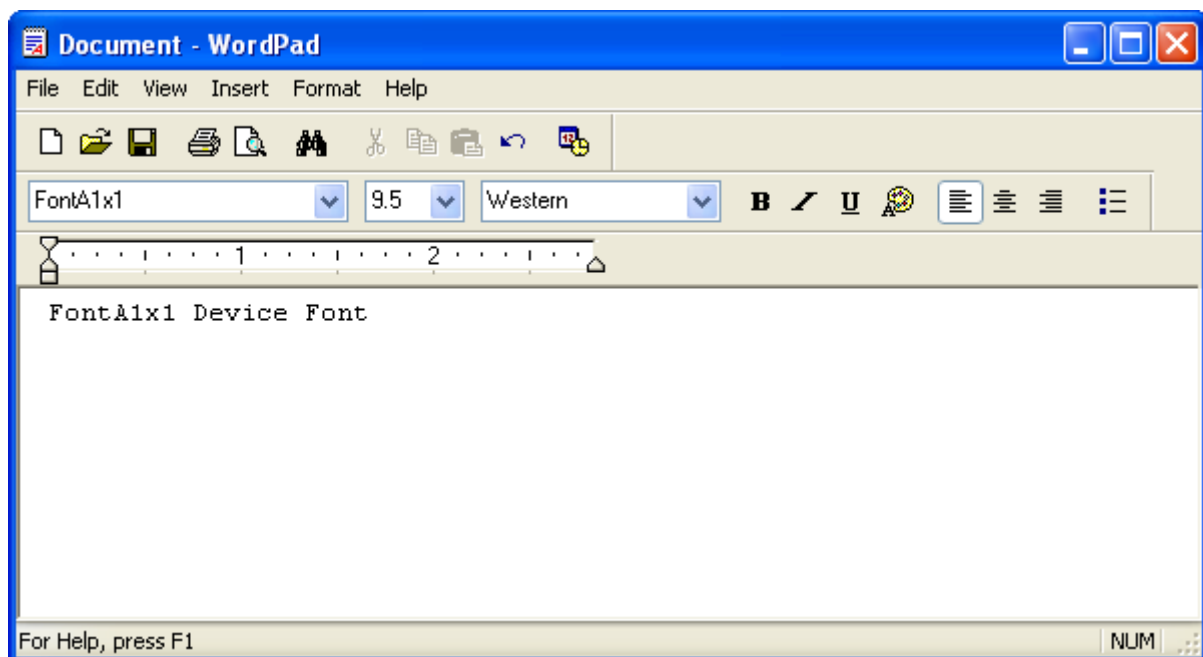 Document - WordPad
File Edit View Insert Format Help
FontA1x1 9.5 Western B U
1 2
FontA1x1 Device Font
For Help, press F1 NUM